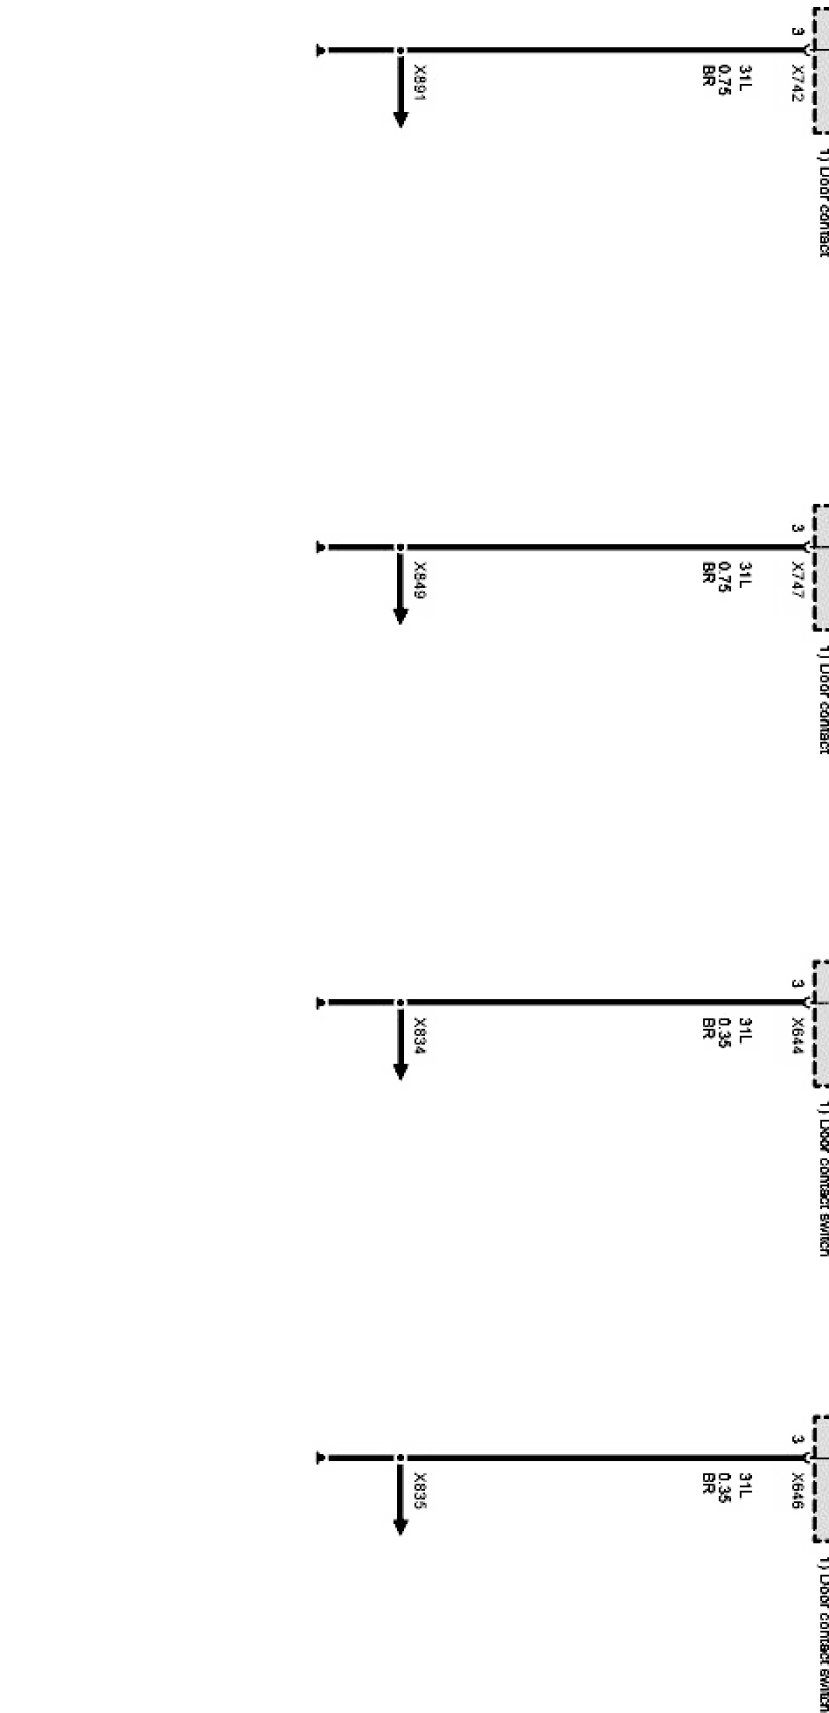 3
X742
31L
0.75
BR
X891
1) Door contact
3
X747
31L
0.75
BR
X849
1) Door contact
3
X644
31L
0.35
BR
X834
1) Door contact switch
3
X646
31L
0.35
BR
X835
1) Door contact switch